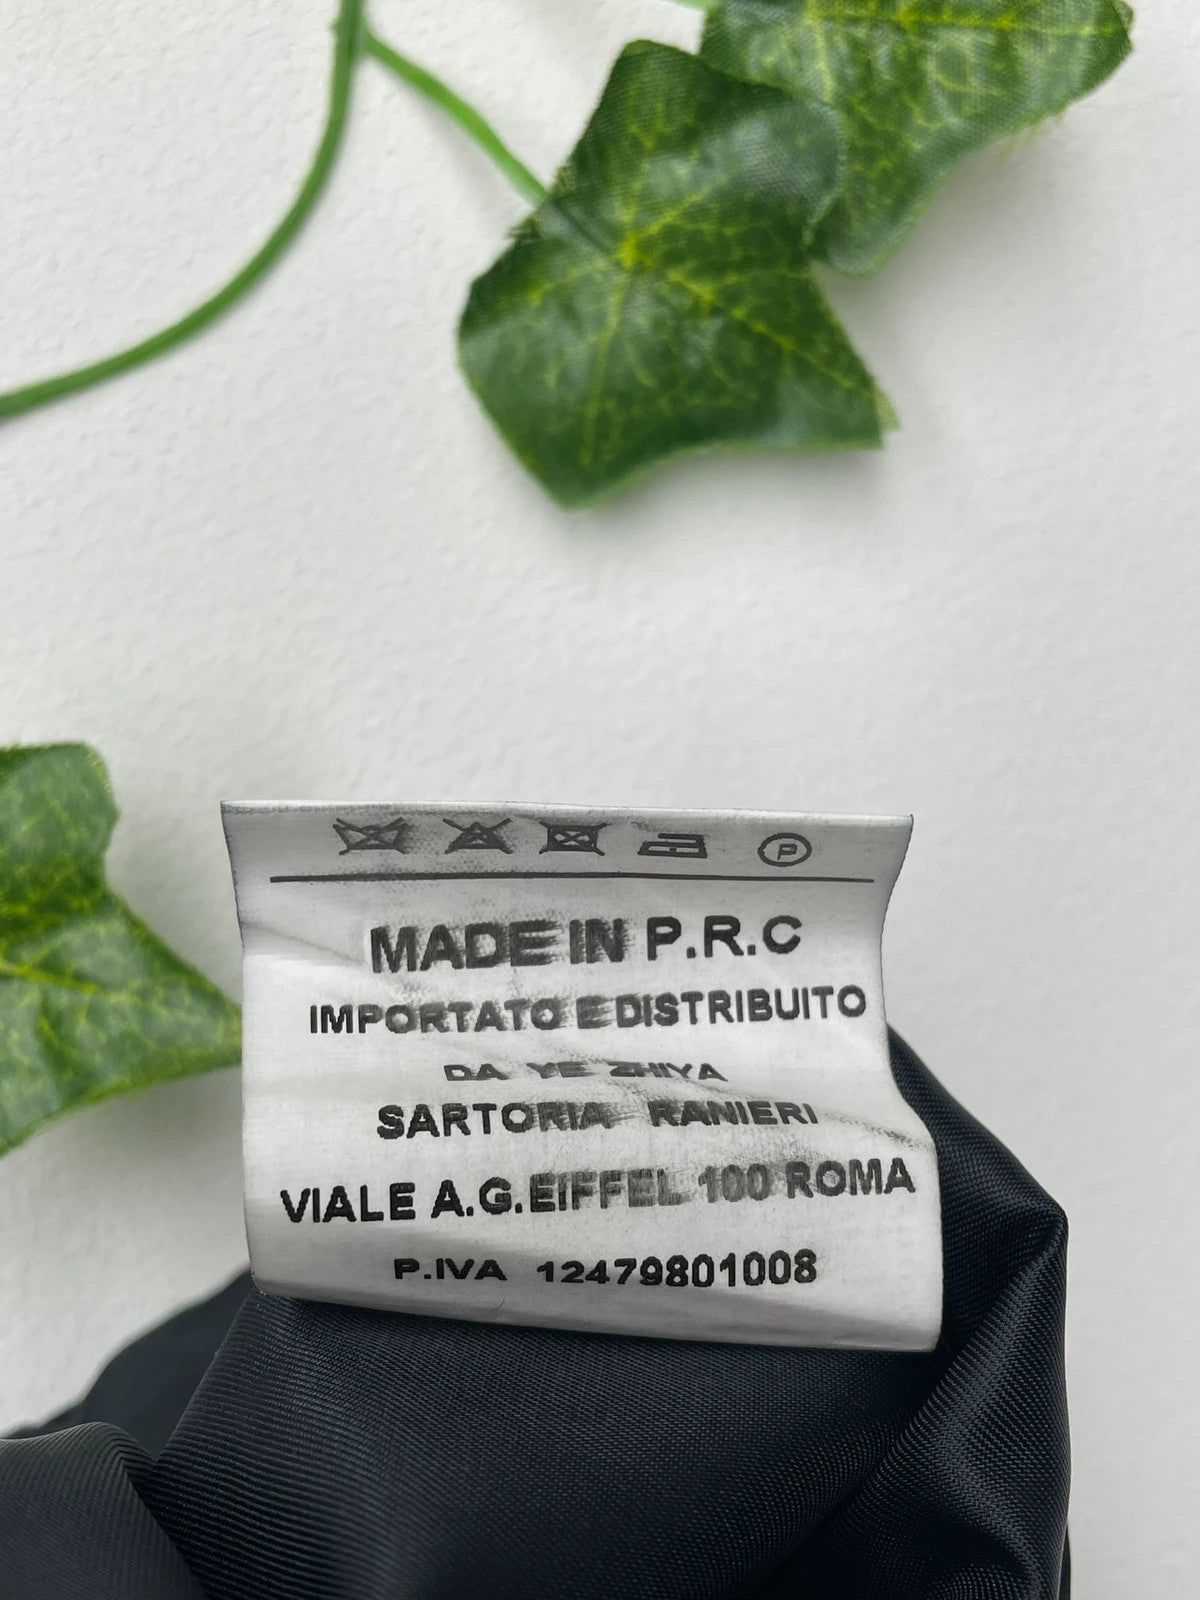 P
MADE IN P.R.C
IMPORTATO E DISTRIBUITO
DA YE ZHIYA
SARTORIA RANIERI
VIALE A.G.EIFFEL 100 ROMA
P.IVA 12479801008